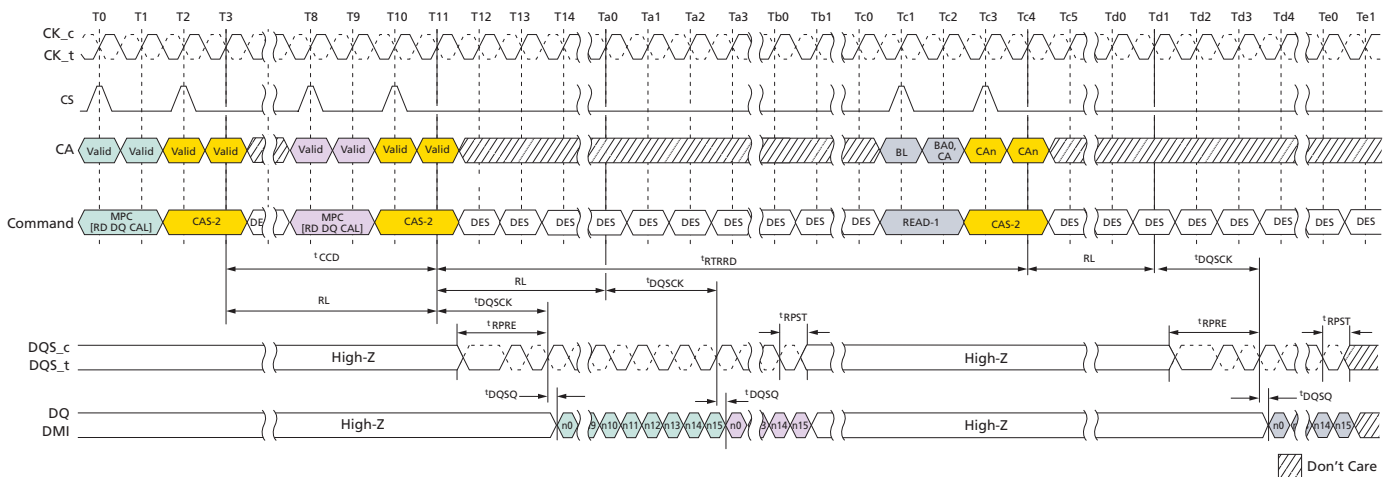 T0 T1 T2 T3 T8 T9 T10 T11 T12 T13 T14 Ta0 Ta1 Ta2 Ta3 Tb0 Tb1 Tc0 Tc1 Tc2 Tc3 Tc4 Tc5 Td0 Td1 Td2 Td3 Td4 Te0 Te1
CK_c
CK_t
CS
CA Valid Valid Valid Valid Valid Valid Valid Valid BL BA0, CA CAn CAn
Command MPC [RD DQ CAL] CAS-2 MPC [RD DQ CAL] CAS-2 DES DES DES DES DES DES DES DES DES DES READ-1 CAS-2 DES DES DES DES DES DES DES DES
tCCD tRTRRD RL tDQSCK
RL tDQSCK
RL tDQSCK
tRPRE tRPST tRPRE tRPST
DQS_c
DQS_t
High-Z High-Z
tDQSQ tDQSQ tDQSQ
DQ
DMI
High-Z n0 9 n10 n11 n12 n13 n14 n15 n0 n14 n15 High-Z n0 n14 n15
Don't Care